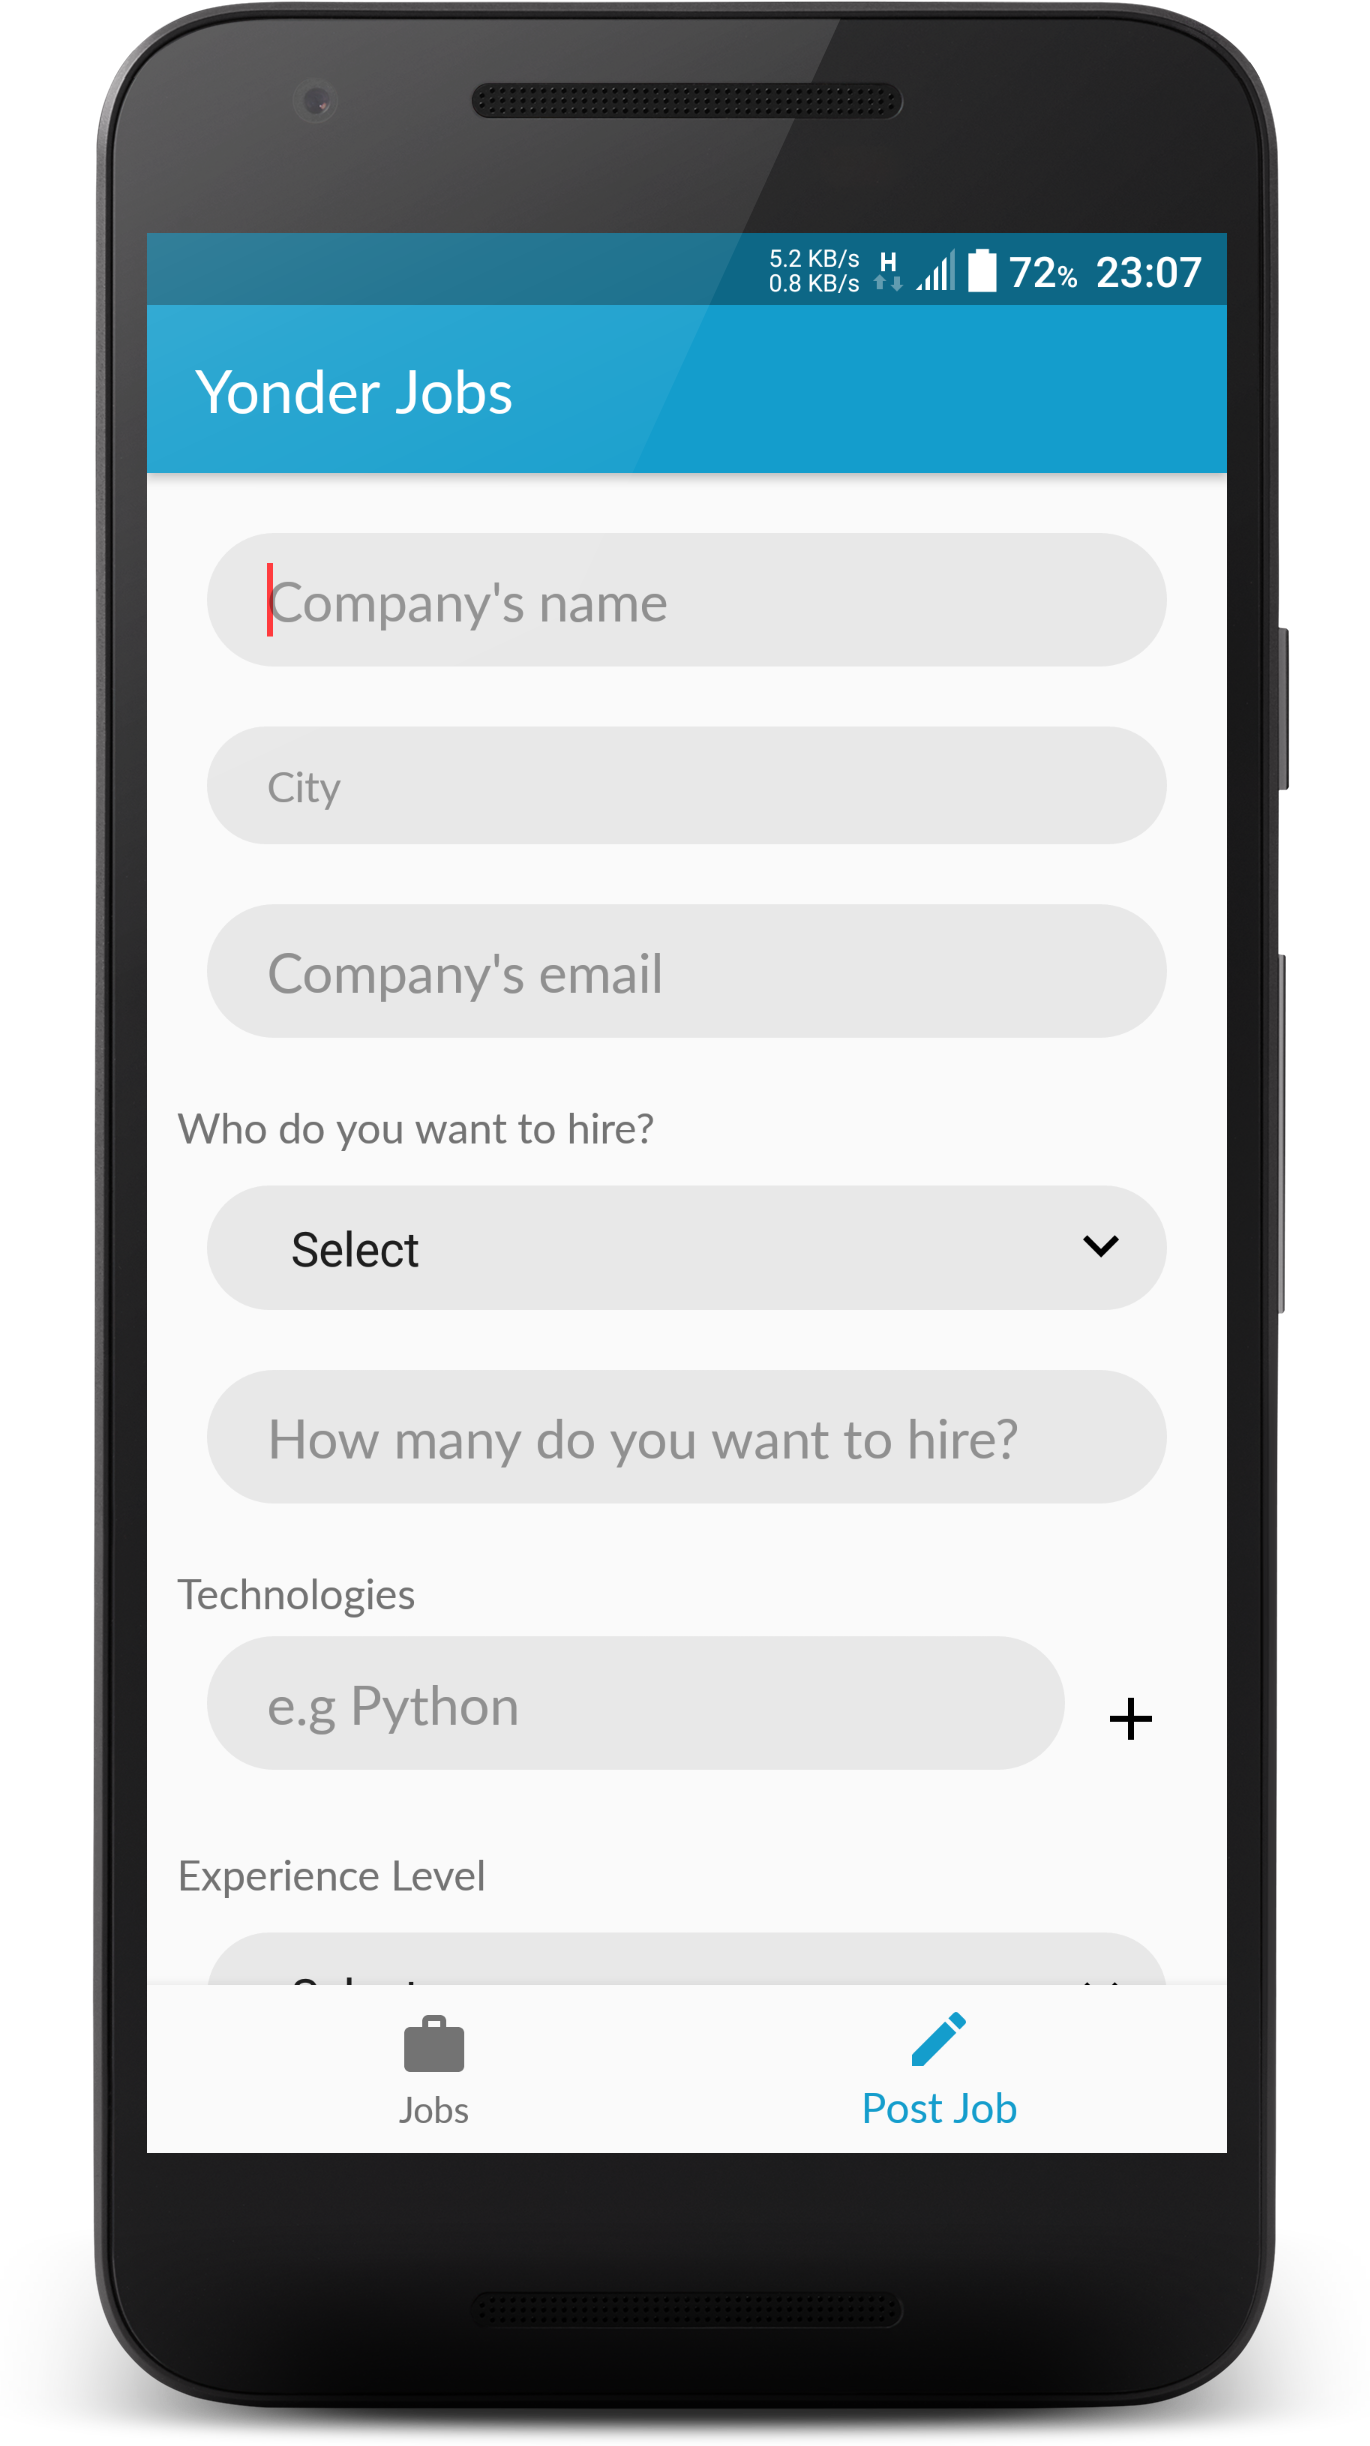 5.2 KB/s
0.8 KB/s
H
72%
23:07
Yonder Jobs
Company's name
City
Company's email
Who do you want to hire?
Select
How many do you want to hire?
Technologies
e.g Python
+
Experience Level
Jobs
Post Job